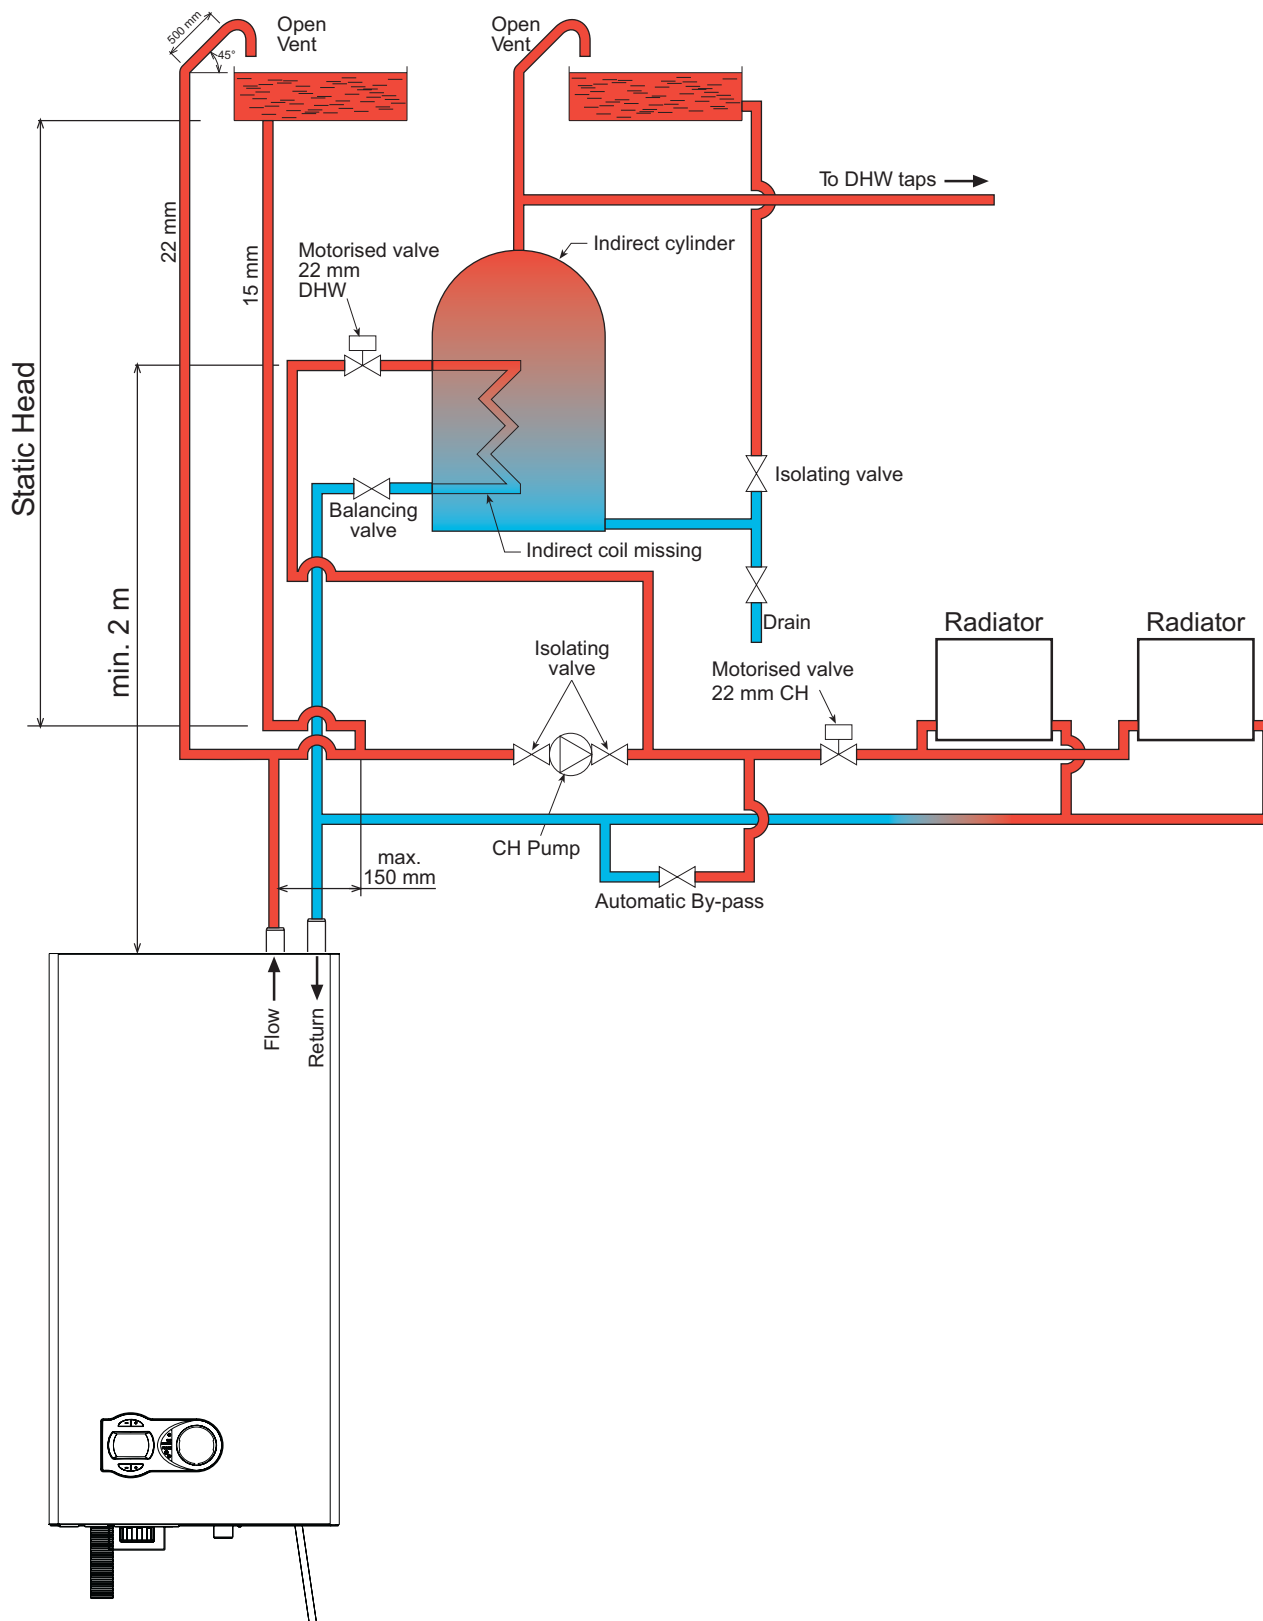 500 mm
45°
Open
Vent
Open
Vent
To DHW taps
22 mm
15 mm
Motorised valve
22 mm
DHW
Indirect cylinder
Static Head
min. 2 m
Balancing
valve
Indirect coil missing
Isolating valve
Drain
Isolating
valve
Motorised valve
22 mm CH
Radiator
Radiator
CH Pump
max.
150 mm
Automatic By-pass
Flow
Return